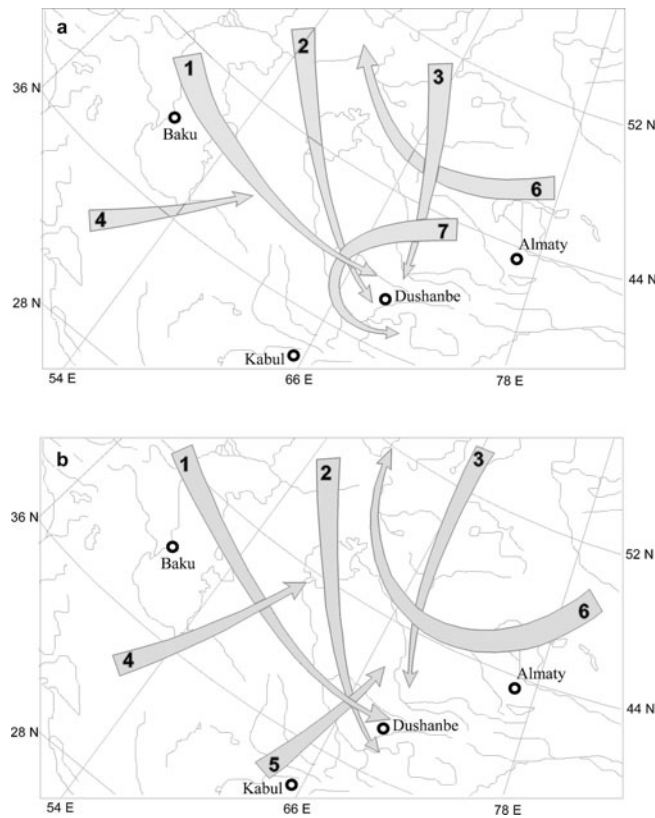 a
1
2
3
36 N
Baku
52 N
4
6
7
Almaty
28 N
44 N
Dushanbe
Kabul
54 E
66 E
78 E
b
1
2
3
36 N
Baku
52 N
6
4
Almaty
44 N
Dushanbe
28 N
5
Kabul
54 E
66 E
78 E